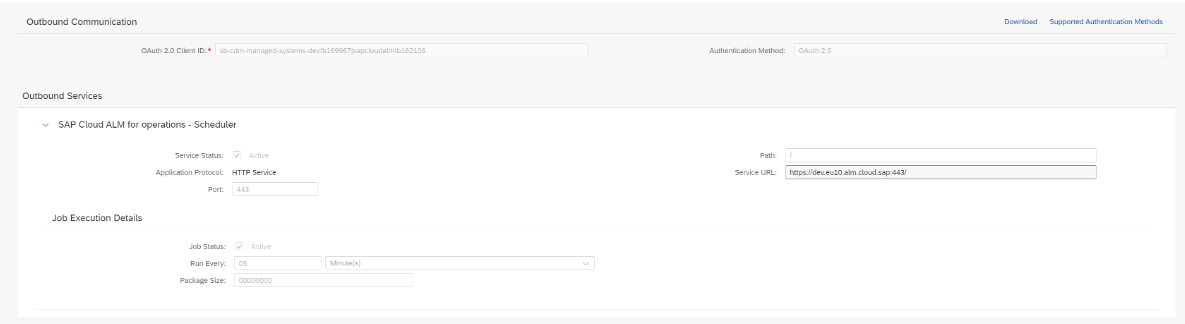 Outbound Communication
Download
Supported Authentication Methods
OAuth 2.0 Client ID:* sb-cdm-managed-systems-dev!b169967|sapcloudalm!b162106
Authentication Method: OAuth 2.0
Outbound Services
SAP Cloud ALM for operations - Scheduler
Service Status: Active
Path: /
Application Protocol: HTTP Service
Service URL: https://dev.eu10.alm.cloud.sap:443/
Port: 443
Job Execution Details
Job Status: Active
Run Every: 05 Minute(s)
Package Size: 00000000